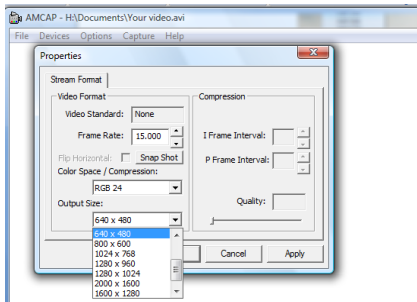 AMCAP - H:\Documents\Your video.avi
File Devices Options Capture Help
Properties
Stream Format
Video Format
Compression
Video Standard: None
Frame Rate: 15.000
I Frame Interval:
Flip Horizontal: Snap Shot
P Frame Interval:
Color Space / Compression:
RGB 24
Output Size:
Quality:
640 x 480
640 x 480
800 x 600
1024 x 768
1280 x 960
1280 x 1024
2000 x 1600
1600 x 1280
Cancel Apply